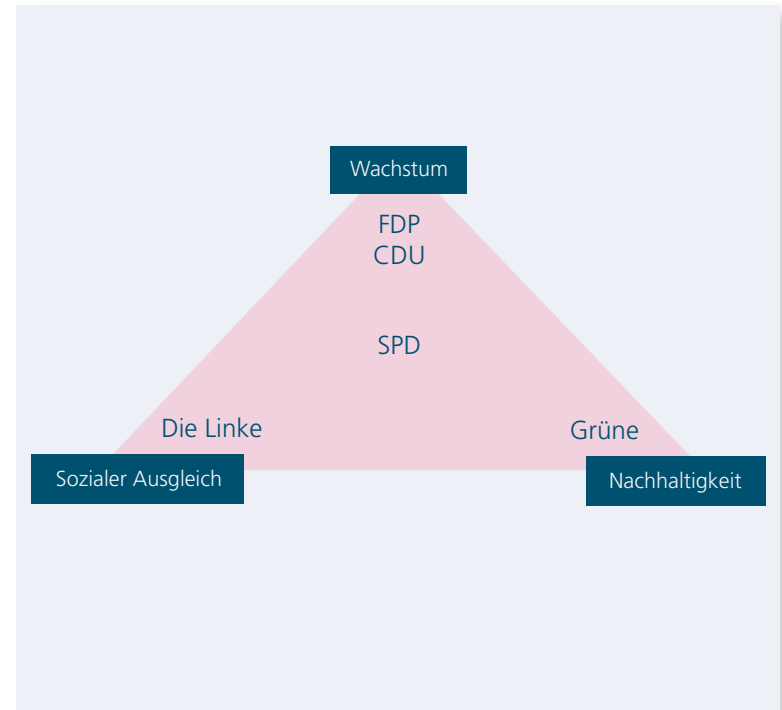 Wachstum
FDP
CDU
SPD
Die Linke
Grüne
Sozialer Ausgleich
Nachhaltigkeit